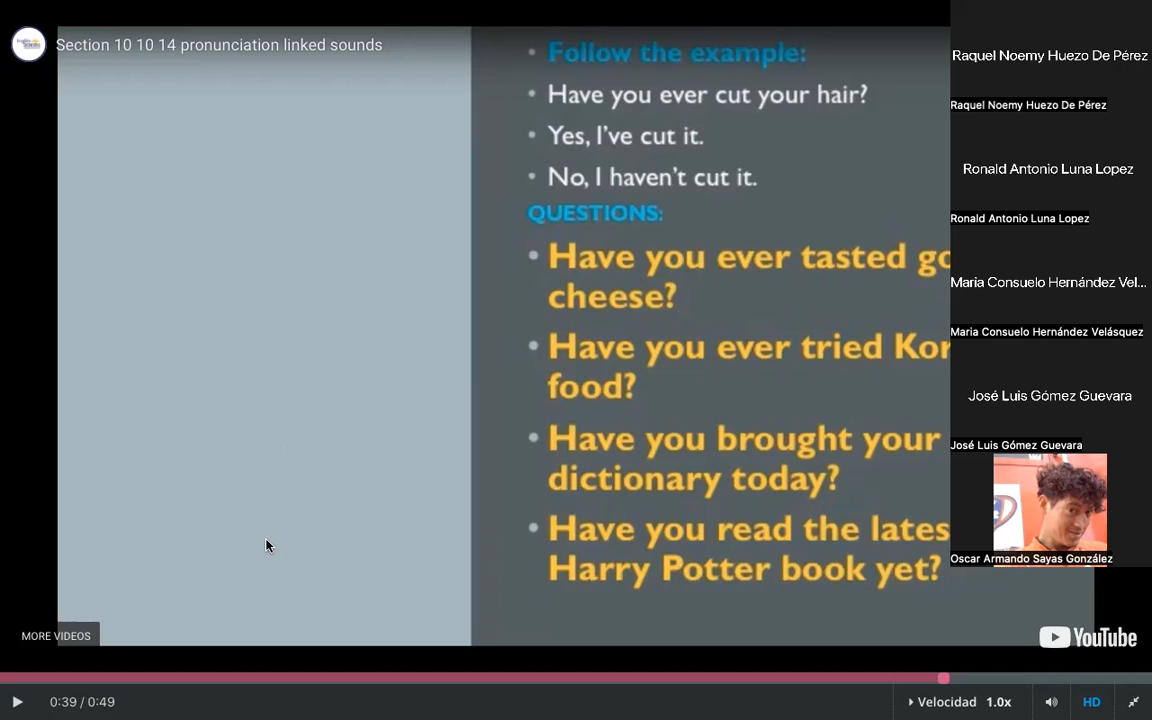 Section 10 10 14 pronunciation linked sounds
• Follow the example:
• Have you ever cut your hair?
• Yes, I've cut it.
• No, I haven't cut it.
QUESTIONS:
• Have you ever tasted
cheese?
• Have you ever tried
food?
• Have you brought your
dictionary today?
• Have you read the
Harry Potter book yet?
Raquel Noemy Huezo De Pérez
Raquel Noemy Huezo De Pérez
Ronald Antonio Luna Lopez
Ronald Antonio Luna Lopez
Maria Consuelo Hernández Vel...
Maria Consuelo Hernández Velásquez
José Luis Gómez Guevara
José Luis Gómez Guevara
Oscar Armando Sayas González
MORE VIDEOS
YouTube
0:39 / 0:49
Velocidad 1.0x
HD